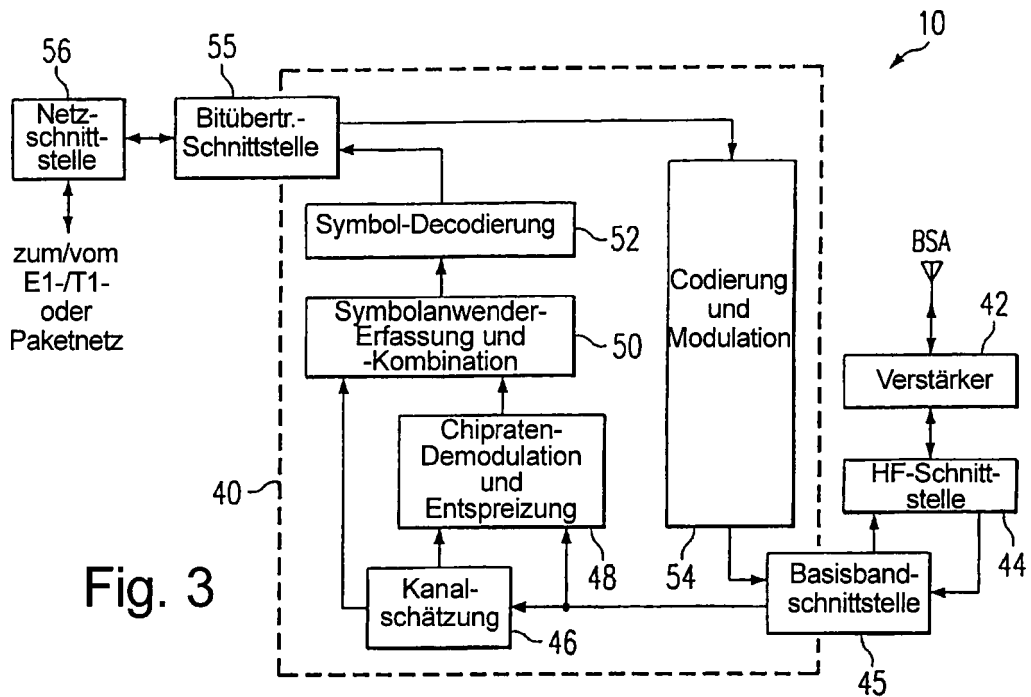 10
56
55
Netz-
schnitt-
stelle
Bitübertr.-
Schnittstelle
zum/vom
E1-/T1-
oder
Paketnetz
Symbol-Decodierung
52
Symbolanwender-
Erfassung und
-Kombination
50
Codierung
und
Modulation
BSA
42
Verstärker
Chipraten-
Demodulation
und
Entspreizung
HF-Schnitt-
stelle
40
48
54
44
Kanal-
schätzung
46
Basisband-
schnittstelle
45
Fig. 3